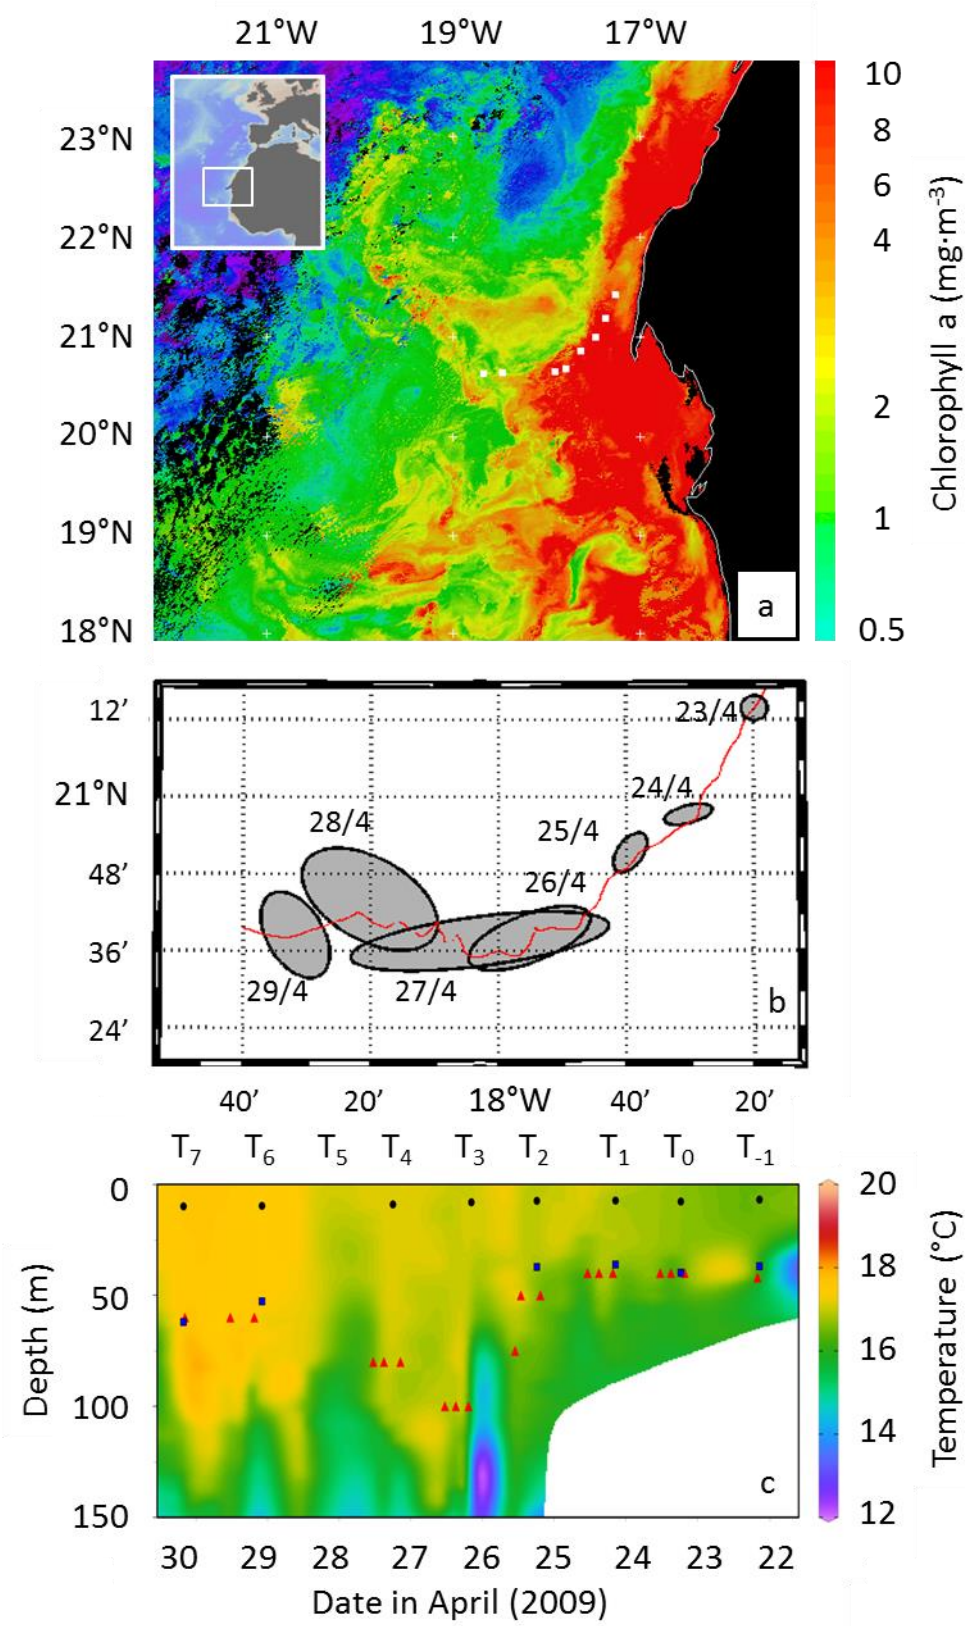 21°W 19°W 17°W
23°N
22°N
21°N
20°N
19°N
18°N
10
8
6
4
2
1
0.5
Chlorophyll a (mg·m⁻³)
a
12’
21°N
48’
36’
24’
23/4
24/4
25/4
26/4
27/4
28/4
29/4
b
40’ 20’ 18°W 40’ 20’
T₇ T₆ T₅ T₄ T₃ T₂ T₁ T₀ T₋₁
0
50
100
150
Depth (m)
c
20
18
16
14
12
Temperature (°C)
30 29 28 27 26 25 24 23 22
Date in April (2009)